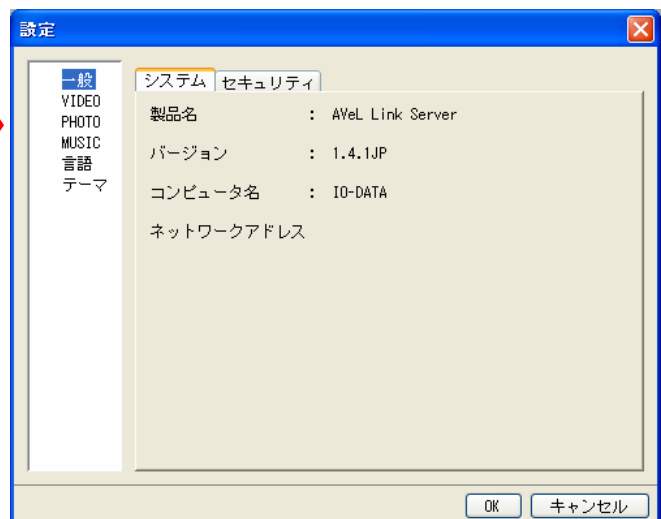 設定
一般
VIDEO
PHOTO
MUSIC
言語
テーマ
システム セキュリティ
製品名 : AVeL Link Server
バージョン : 1.4.1JP
コンピュータ名 : IO-DATA
ネットワークアドレス
OK キャンセル